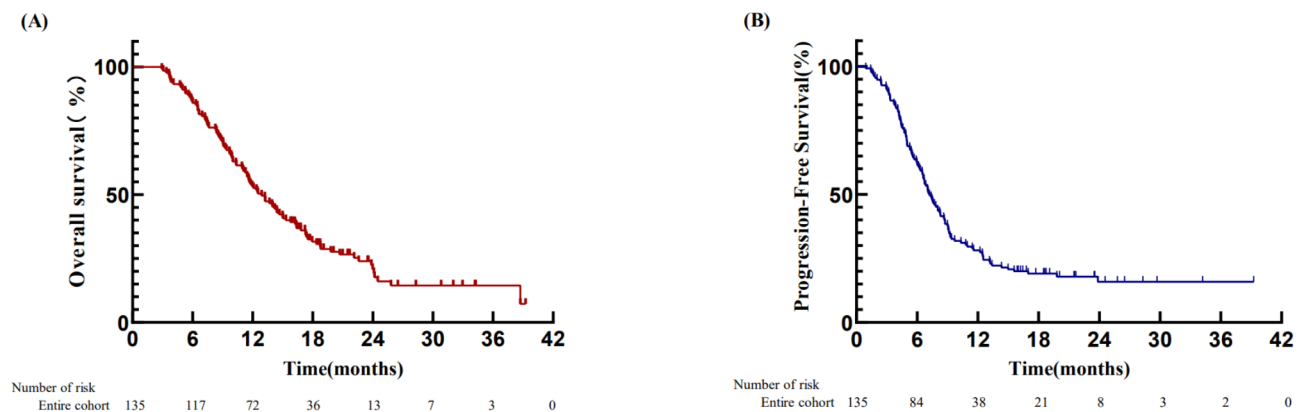 (A)
Overall survival ( %)
100
50
0
0 6 12 18 24 30 36 42
Time(months)
Number of risk
Entire cohort 135 117 72 36 13 7 3 0
(B)
Progression-Free Survival(%)
100
50
0
0 6 12 18 24 30 36 42
Time(months)
Number of risk
Entire cohort 135 84 38 21 8 3 2 0